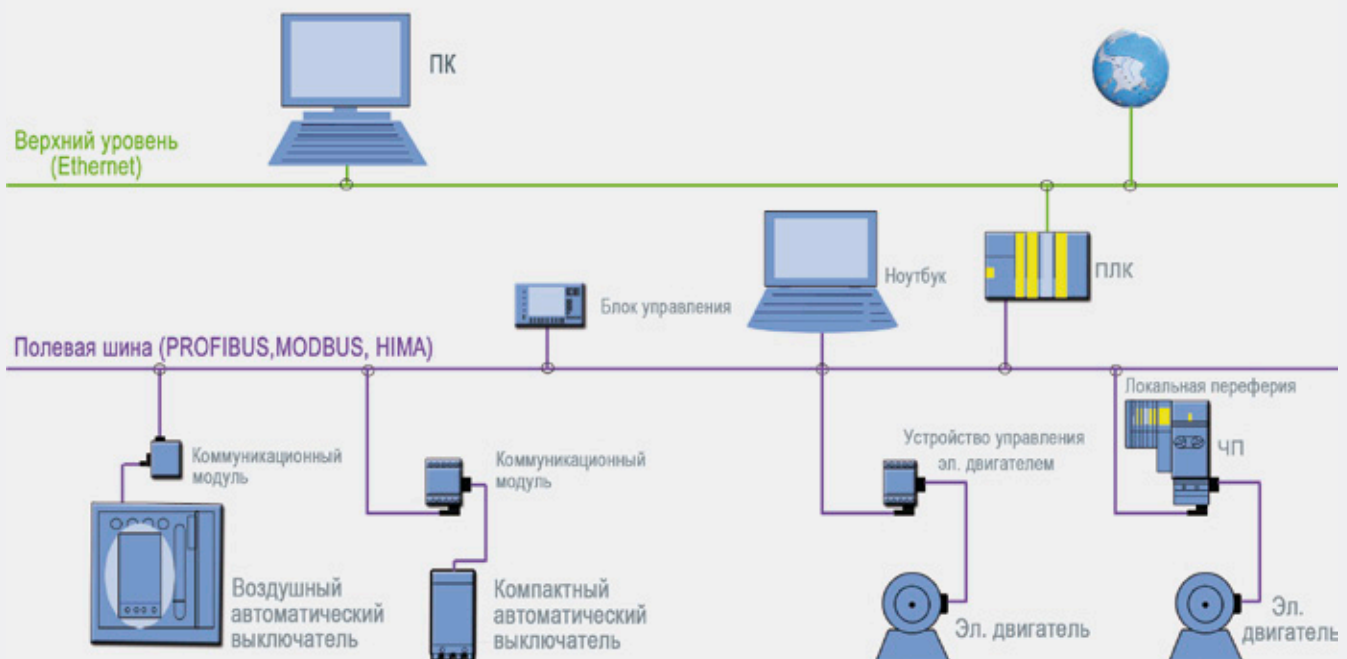 ПК
Верхний уровень
(Ethernet)
Ноутбук
ПЛК
Блок управления
Полевая шина (PROFIBUS,MODBUS, HIMA)
Локальная переферия
Коммуникационный
модуль
Коммуникационный
модуль
Устройство управления
эл. двигателем
ЧП
Воздушный
автоматический
выключатель
Компактный
автоматический
выключатель
Эл. двигатель
Эл.
двигатель